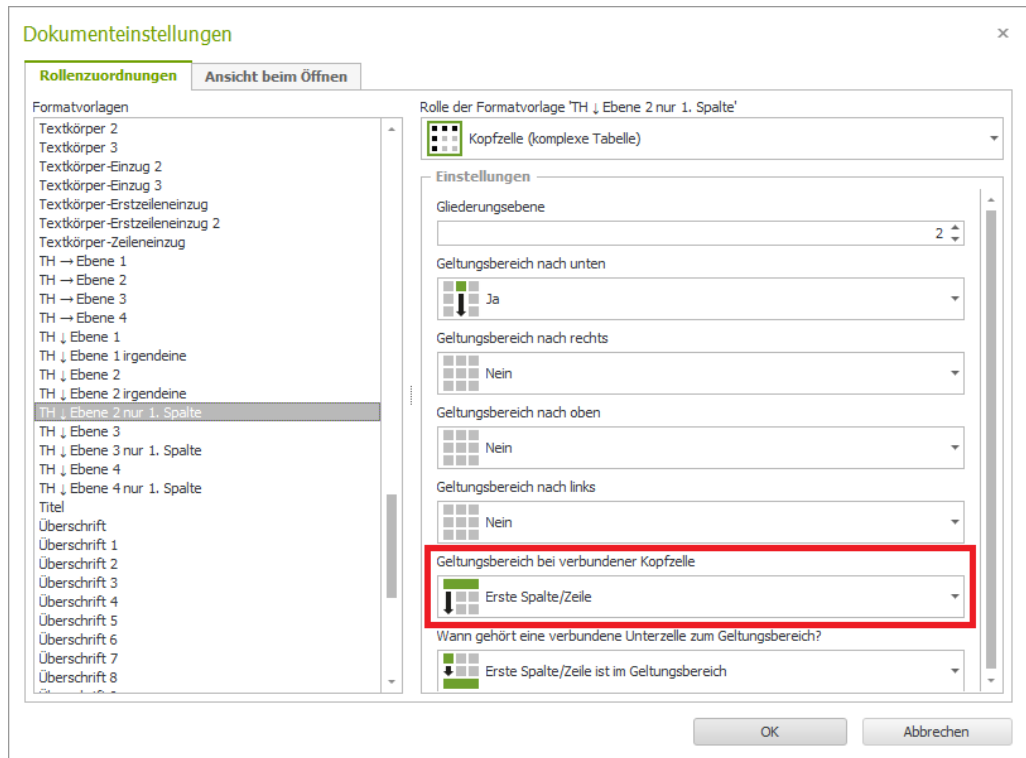 Dokumenteinstellungen
Rollenzuordnungen
Ansicht beim Öffnen
Formatvorlagen
Textkörper 2
Textkörper 3
Textkörper-Einzug 2
Textkörper-Einzug 3
Textkörper-Erstzeileneinzug
Textkörper-Erstzeileneinzug 2
Textkörper-Zeileneinzug
TH → Ebene 1
TH → Ebene 2
TH → Ebene 3
TH → Ebene 4
TH ↓ Ebene 1
TH ↓ Ebene 1 irgendeine
TH ↓ Ebene 2
TH ↓ Ebene 2 irgendeine
TH ↓ Ebene 2 nur 1. Spalte
TH ↓ Ebene 3
TH ↓ Ebene 3 nur 1. Spalte
TH ↓ Ebene 4
TH ↓ Ebene 4 nur 1. Spalte
Titel
Überschrift
Überschrift 1
Überschrift 2
Überschrift 3
Überschrift 4
Überschrift 5
Überschrift 6
Überschrift 7
Überschrift 8
Rolle der Formatvorlage 'TH ↓ Ebene 2 nur 1. Spalte'
Kopfzelle (komplexe Tabelle)
Einstellungen
Gliederungsebene
2
Geltungsbereich nach unten
Ja
Geltungsbereich nach rechts
Nein
Geltungsbereich nach oben
Nein
Geltungsbereich nach links
Nein
Geltungsbereich bei verbundener Kopfzelle
Erste Spalte/Zeile
Wann gehört eine verbundene Unterzelle zum Geltungsbereich?
Erste Spalte/Zeile ist im Geltungsbereich
OK
Abbrechen